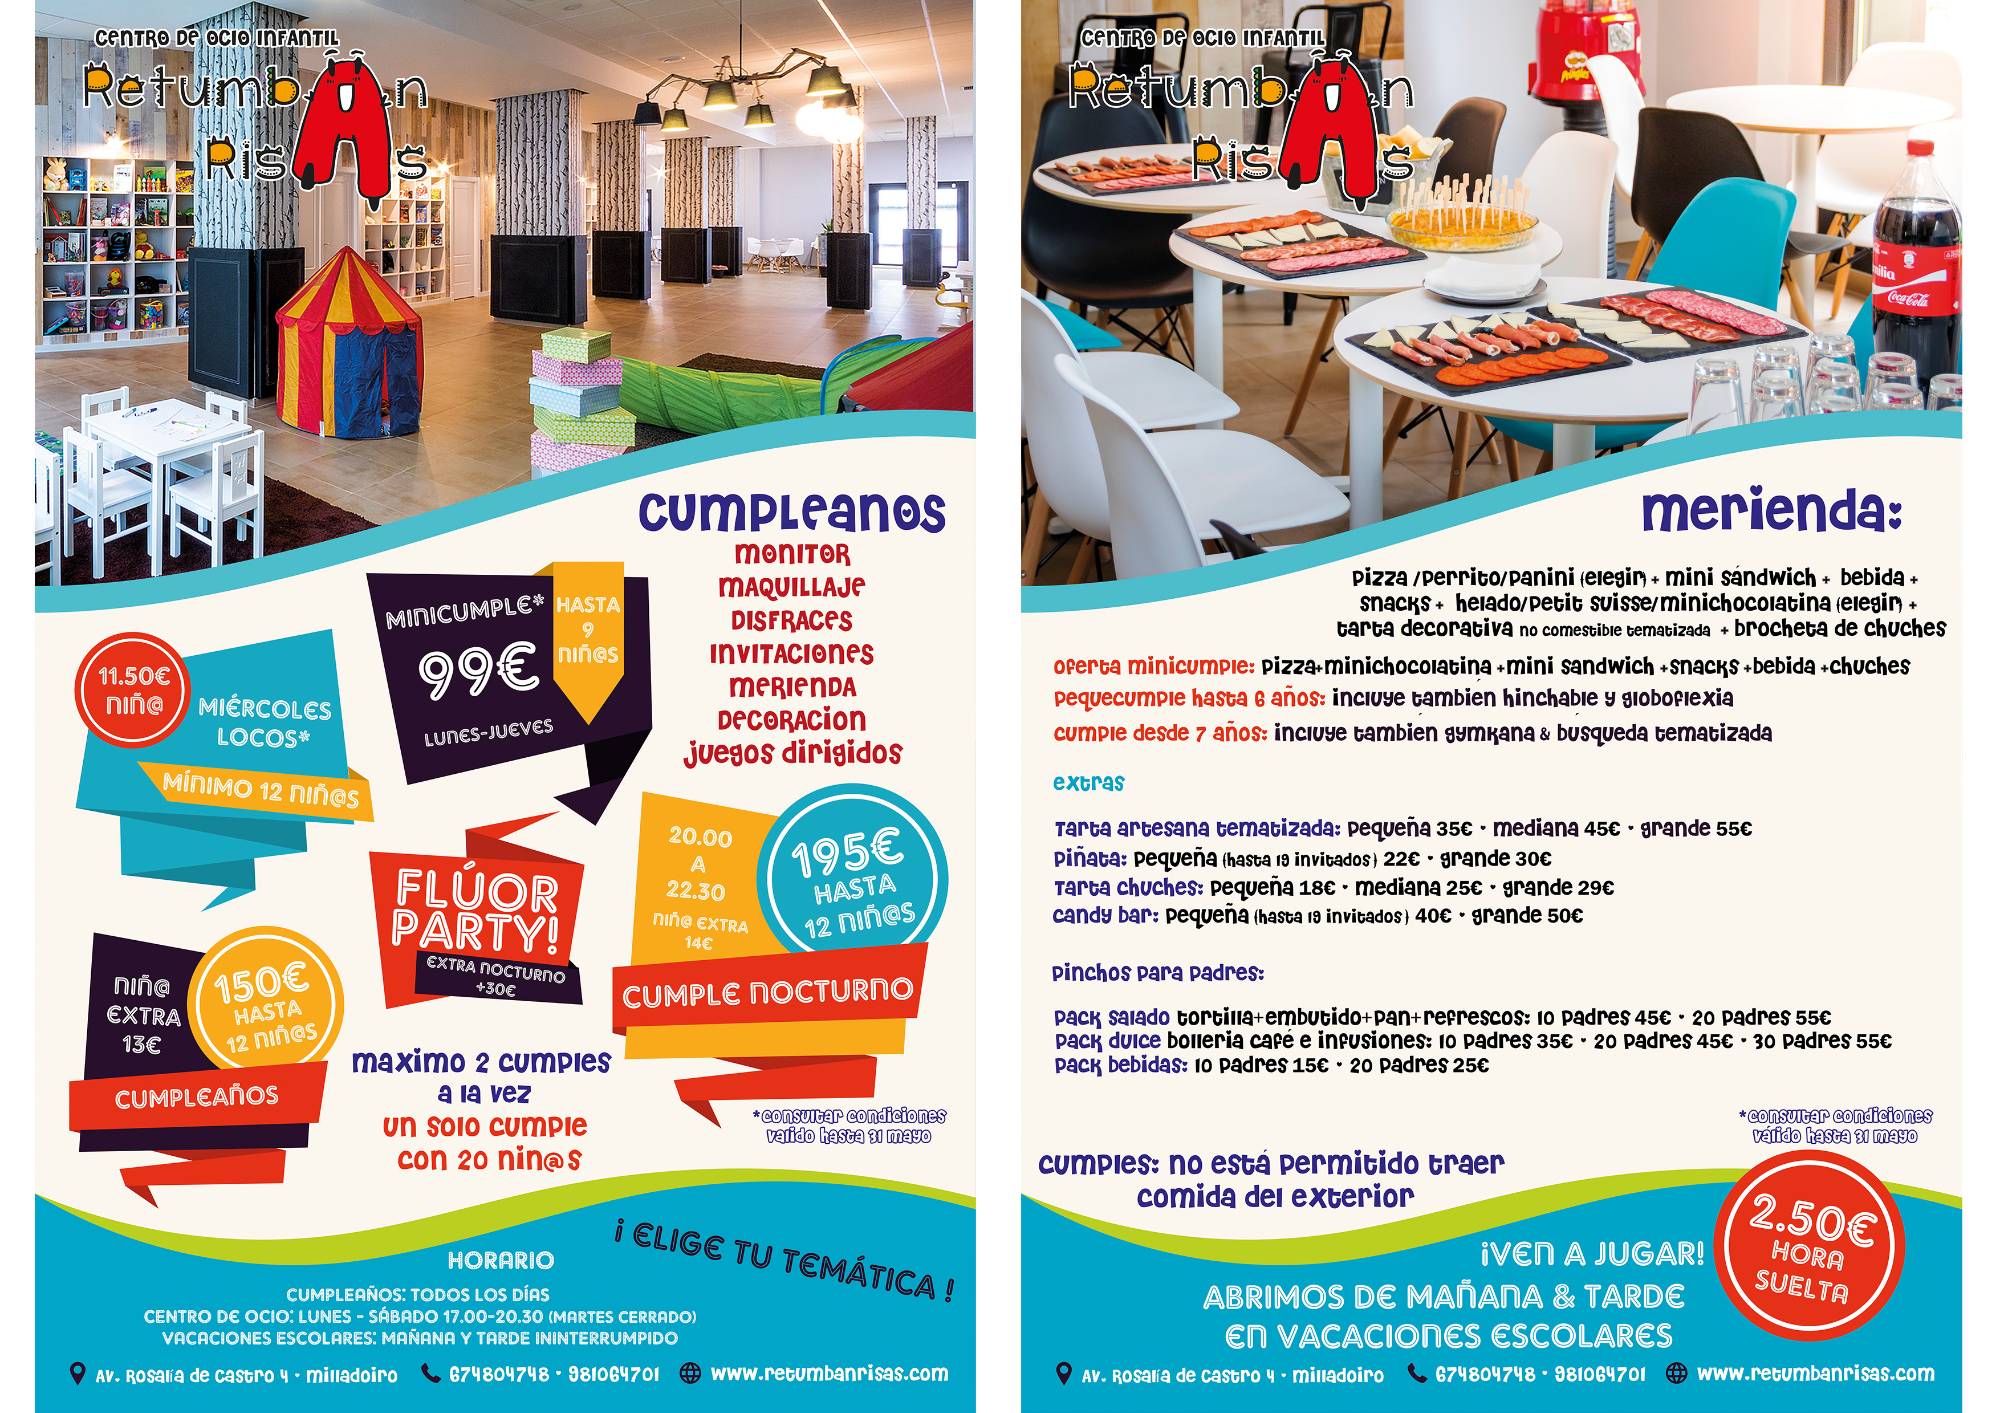 CENTRO DE OCIO INFANTIL
Retumban
Risas
CUMPLEANOS
MONITOR
MAQUILLAJE
DISFRACES
INVITACIONES
MERIENDA
DECORACION
juegos dirigidos
MINICUMPLE*
99€
LUNES-JUEVES
HASTA
9
NIÑ@S
11.50€
NIÑ@
MIÉRCOLES
LOCOS*
MÍNIMO 12 NIÑ@S
FLÚOR
PARTY!
EXTRA NOCTURNO
+30€
20.00
A
22.30
NIÑ@ EXTRA
14€
195€
HASTA
12 NIÑ@S
CUMPLE NOCTURNO
NIÑ@
EXTRA
13€
150€
HASTA
12 NIÑ@S
CUMPLEAÑOS
maximo 2 cumples
a la vez
un solo cumple
con 20 nin@s
*consultar condiciones
valido hasta 31 mayo
¡ ELIGE TU TEMÁTICA !
HORARIO
CUMPLEAÑOS: TODOS LOS DÍAS
CENTRO DE OCIO: LUNES - SÁBADO 17.00-20.30 (MARTES CERRADO)
VACACIONES ESCOLARES: MAÑANA Y TARDE ININTERRUMPIDO
AV. Rosalía de Castro 4 · milladoiro 674804748 · 981064701 www.retumbanrisas.com
CENTRO DE OCIO INFANTIL
Retumban
Risas
Pringles
Coca-Cola
merienda:
pizza /perrito/panini (elegir) + mini sándwich + bebida +
snacks + helado/petit suisse/minichocolatina (elegir) +
tarta decorativa no comestible tematizada + brocheta de chuches
oferta minicumple: pizza+minichocolatina +mini sandwich +snacks +bebida +chuches
pequecumple hasta 6 años: incluye también hinchable y globoflexia
cumple desde 7 años: incluye también gymkana & búsqueda tematizada
extras
Tarta artesana tematizada: pequeña 35€ · mediana 45€ · grande 55€
Piñata: pequeña (hasta 19 invitados) 22€ · grande 30€
Tarta chuches: pequeña 18€ · mediana 25€ · grande 29€
candy bar: pequeña (hasta 19 invitados) 40€ · grande 50€
pinchos para padres:
pack salado tortilla+embutido+pan+refrescos: 10 padres 45€ · 20 padres 55€
pack dulce bolleria café e infusiones: 10 padres 35€ · 20 padres 45€ · 30 padres 55€
pack bebidas: 10 padres 15€ · 20 padres 25€
*consultar condiciones
válido hasta 31 mayo
cumples: no está permitido traer
comida del exterior
2.50€
HORA
SUELTA
¡VEN A JUGAR!
ABRIMOS DE MAÑANA & TARDE
EN VACACIONES ESCOLARES
AV. Rosalía de Castro 4 · milladoiro 674804748 · 981064701 www.retumbanrisas.com